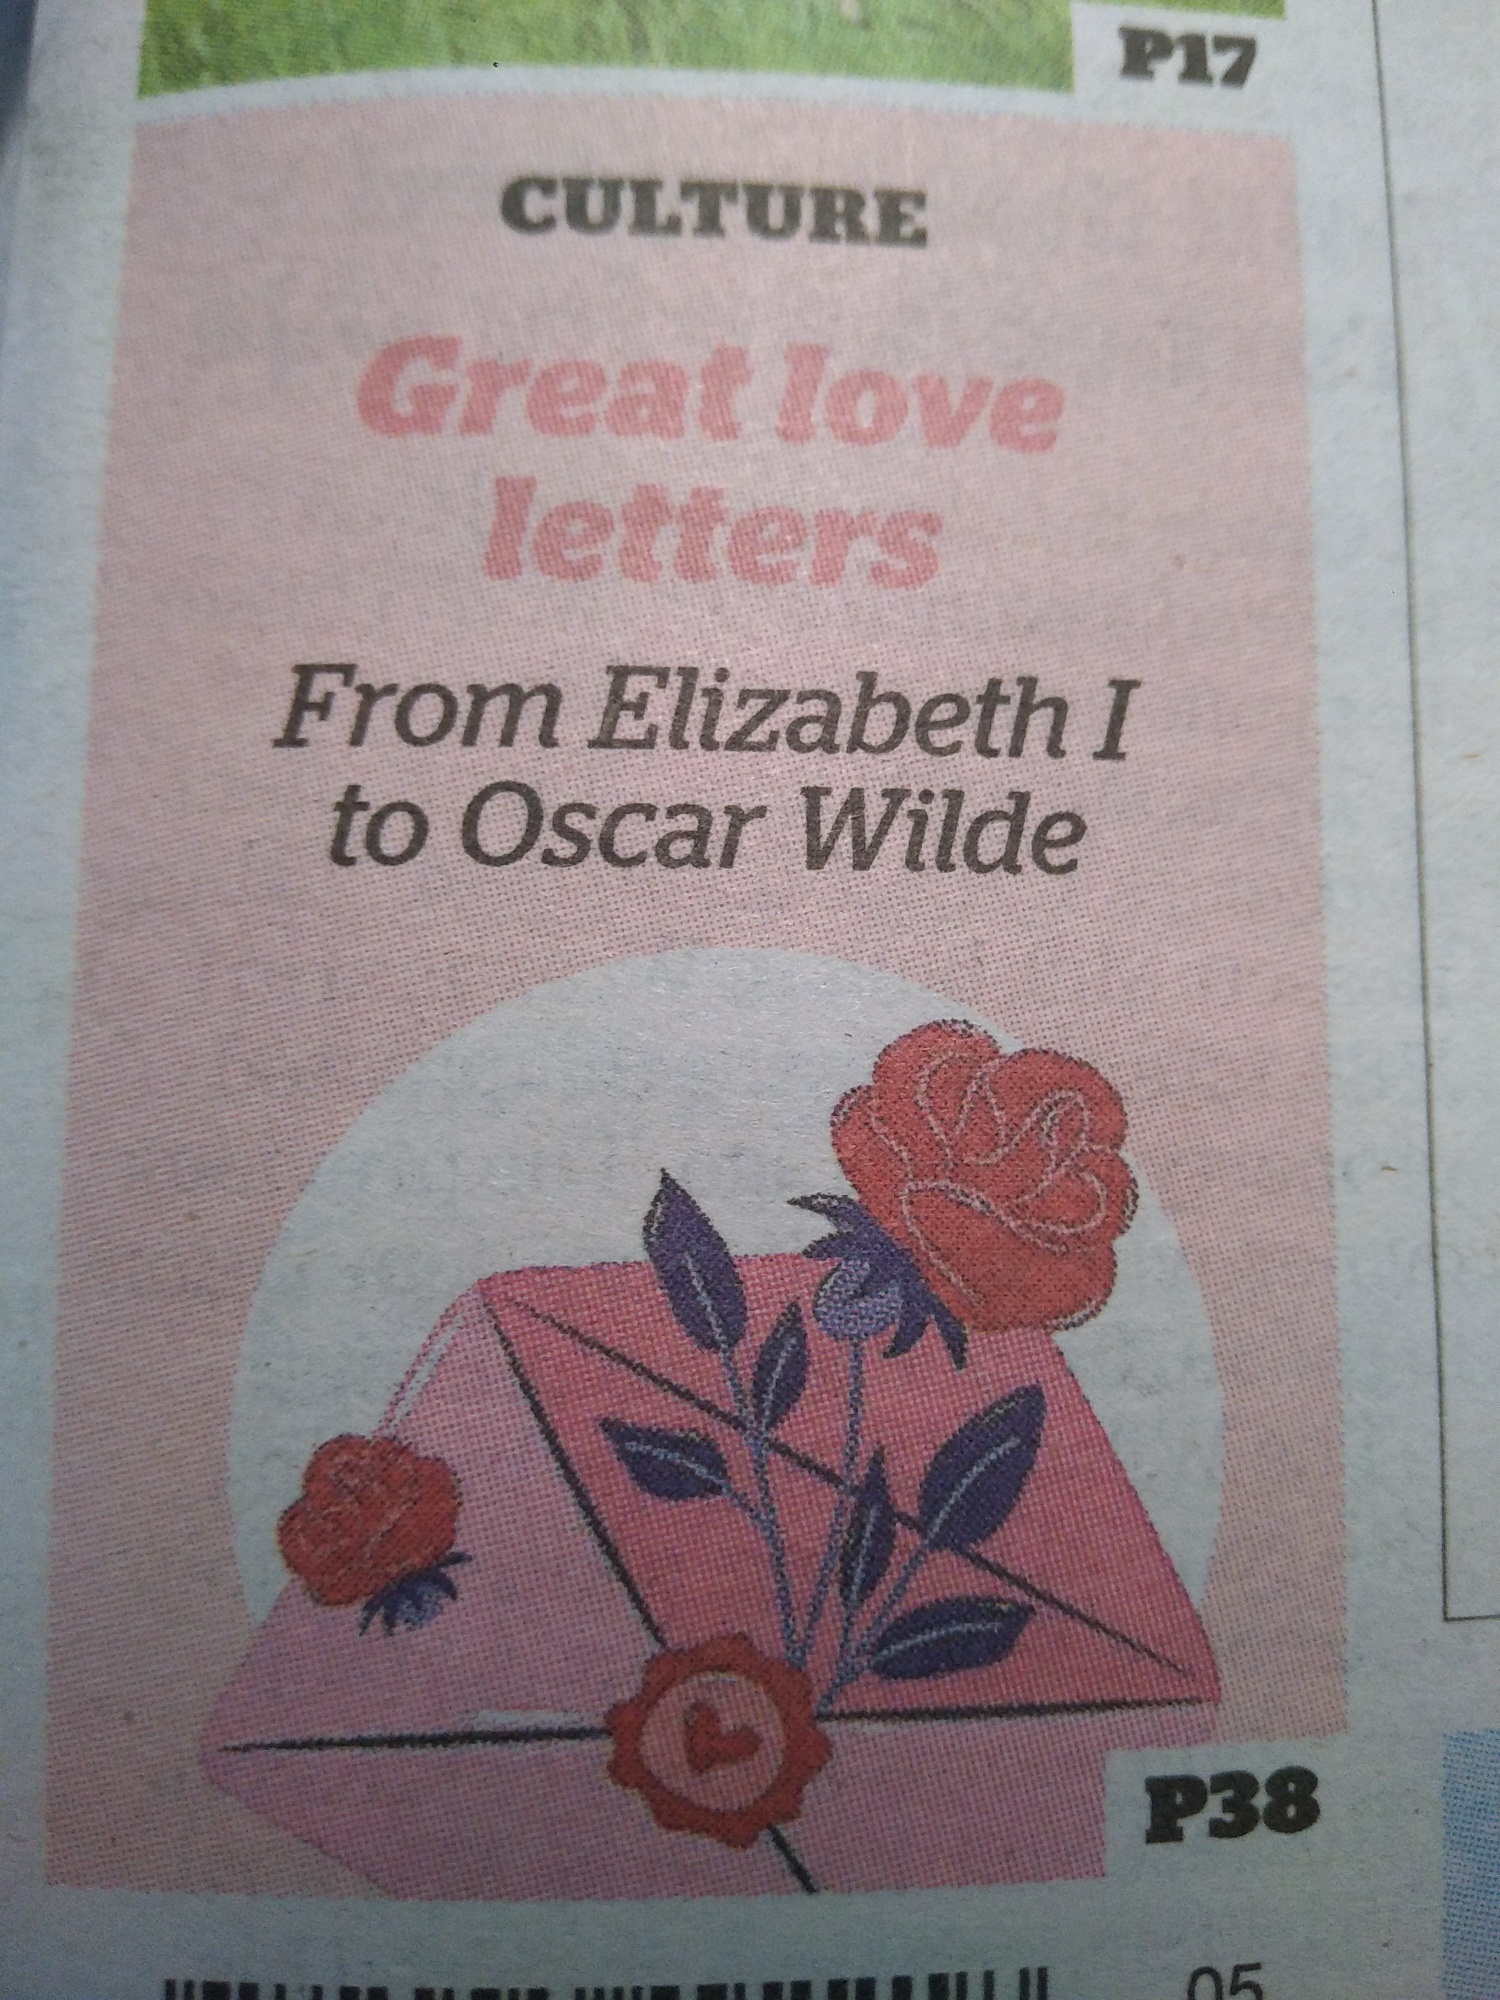 P17
CULTURE
Great love
letters
From Elizabeth I
to Oscar Wilde
P38
05